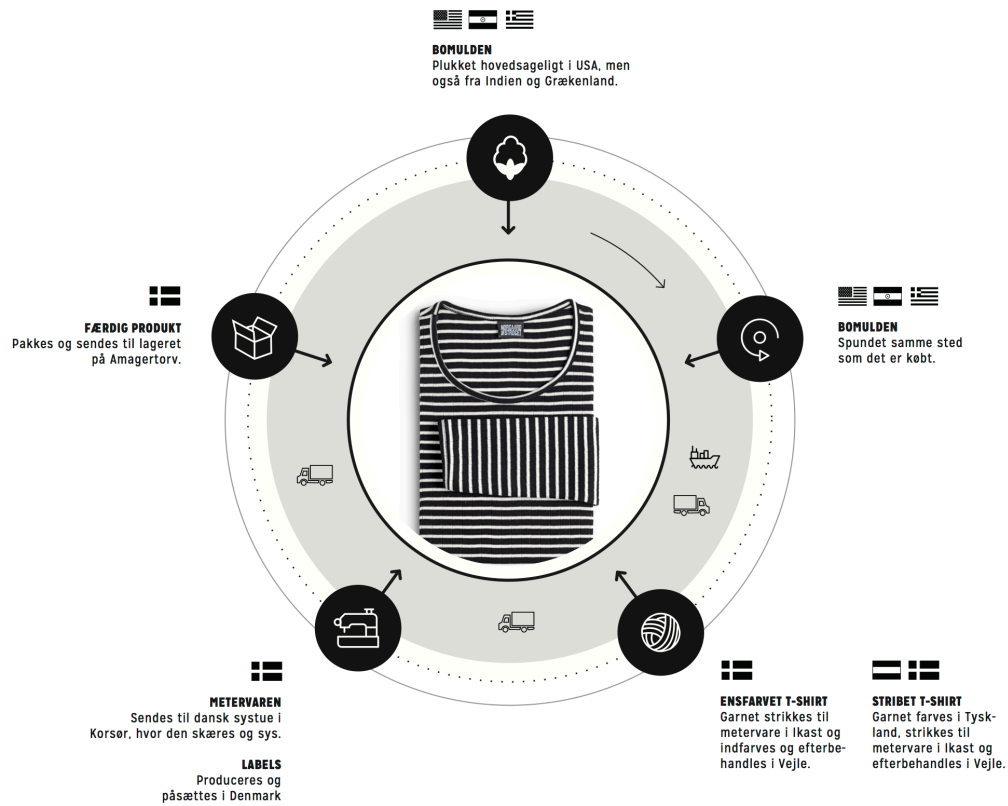 BOMULDEN
Plukket hovedsageligt i USA, men
også fra Indien og Grækenland.
BOMULDEN
Spundet samme sted
som det er købt.
ENSFARVET T-SHIRT
Garnet strikkes til
metervare i Ikast og
indfarves og efterbe-
handles i Vejle.
STRIBET T-SHIRT
Garnet farves i Tysk-
land, strikkes til
metervare i Ikast og
efterbehandles i Vejle.
METERVAREN
Sendes til dansk systue i
Korsør, hvor den skæres og sys.
LABELS
Produceres og
påsættes i Denmark
FÆRDIG PRODUKT
Pakkes og sendes til lageret
på Amagertorv.